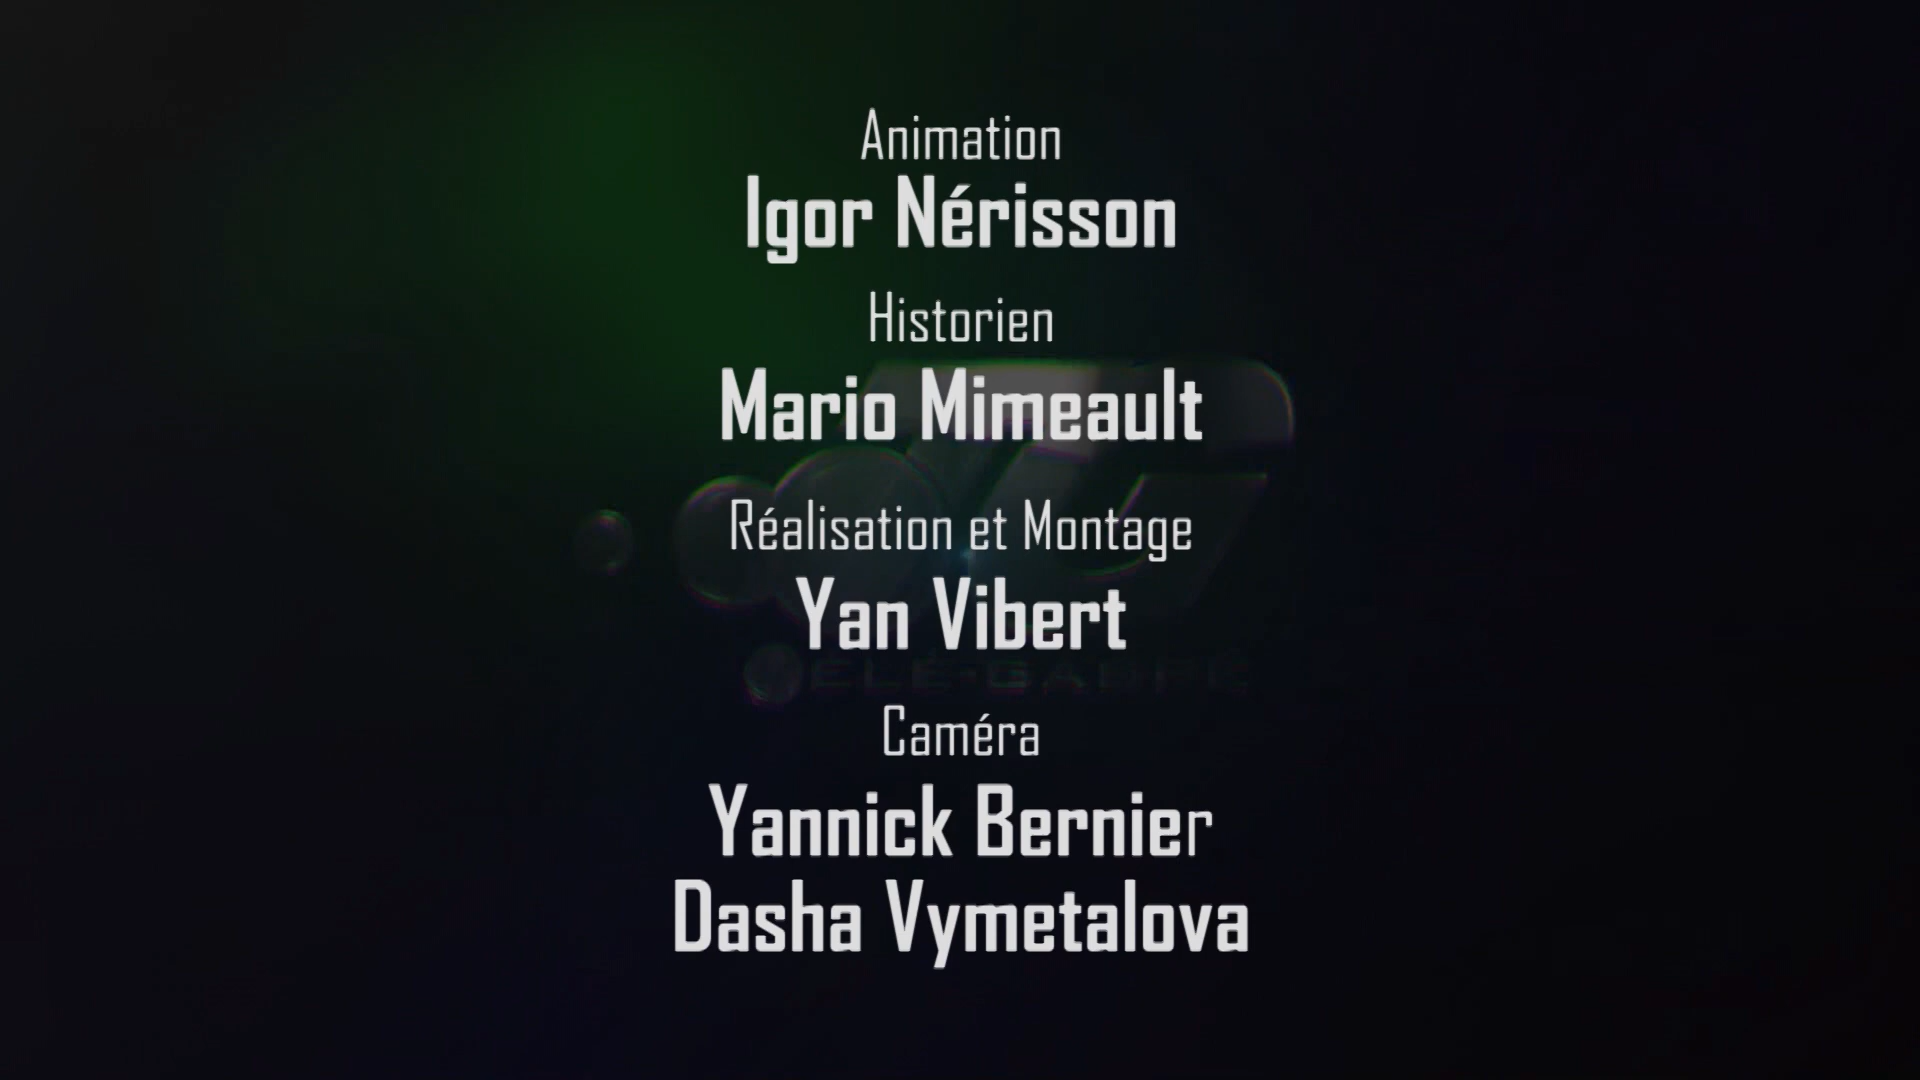 Animation
Igor Nérisson
Historien
Mario Mimeault
Réalisation et Montage
Yan Vibert
Caméra
Yannick Bernier
Dasha Vymetalova